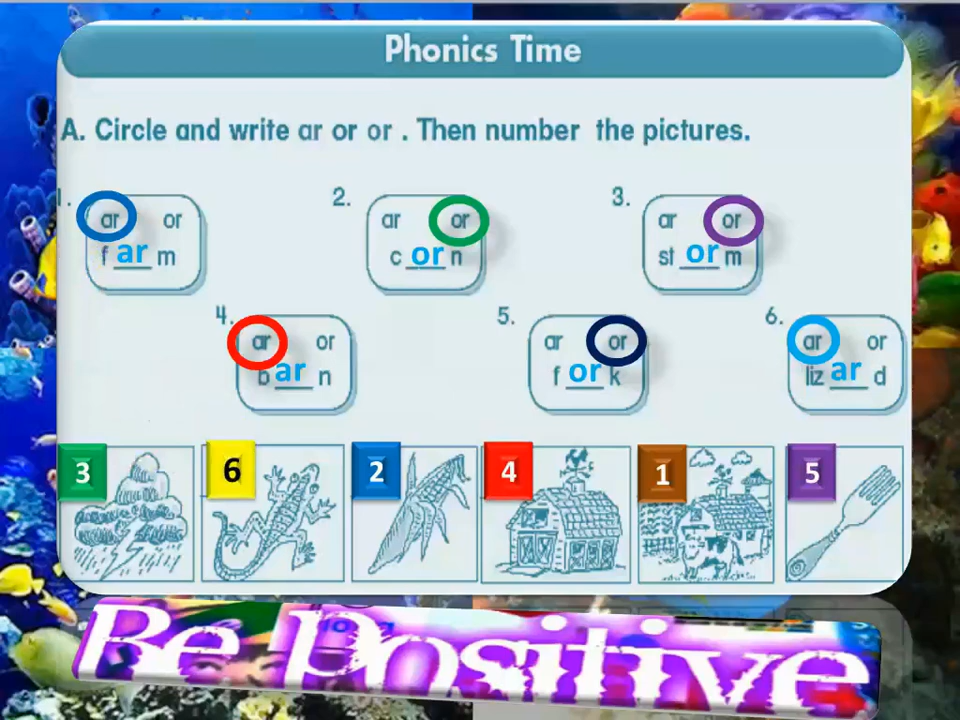 Phonics Time
A. Circle and write ar or or . Then number the pictures.
1. ar or
f ar m
2. ar or
c or n
3. ar or
st or m
4. ar or
b ar n
5. ar or
f or k
6. ar or
liz ar d
3 6 2 4 1 5
Be Positive